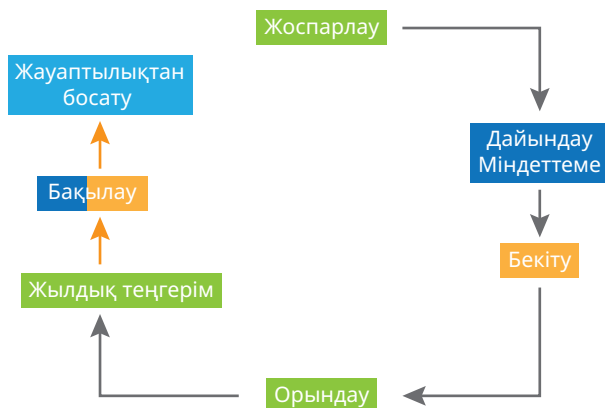 Жоспарлау
Дайындау
Міндеттеме
Бекіту
Орындау
Жылдық теңгерім
Бақылау
Жауаптылықтан
босату